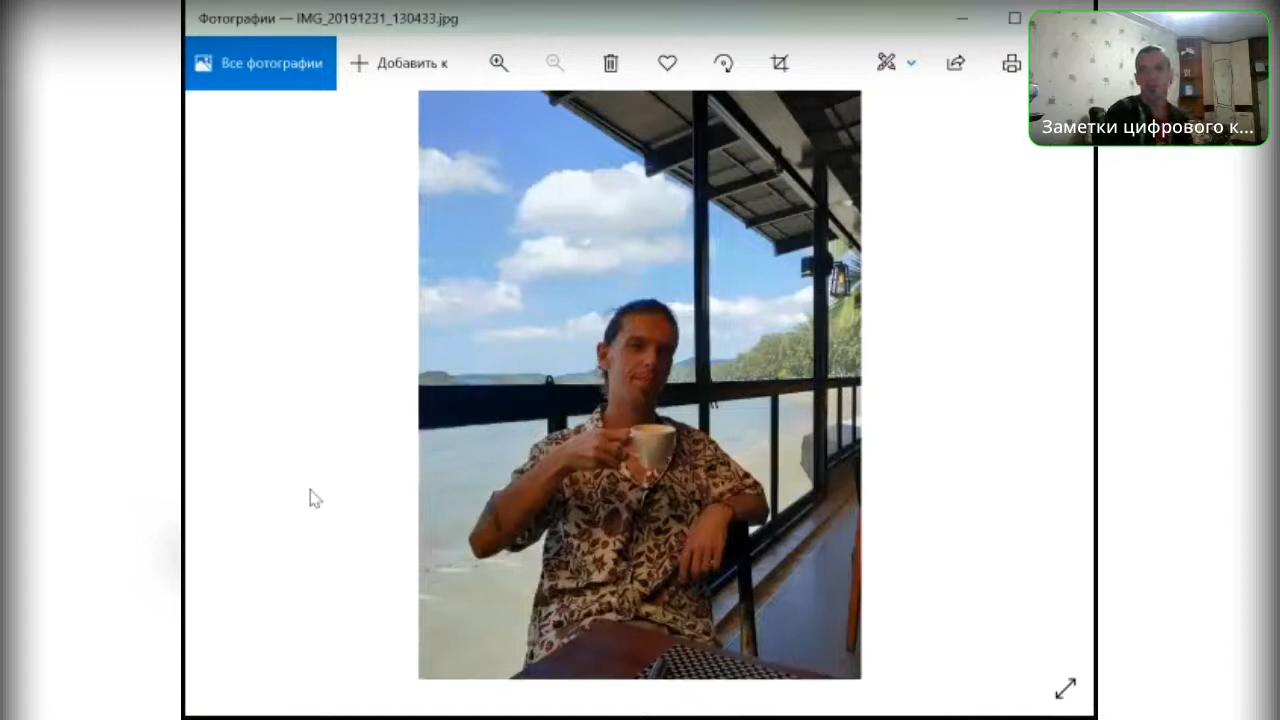 Фотографии — IMG_20191231_130433.jpg
Все фотографии
Добавить к
Заметки цифрового к...